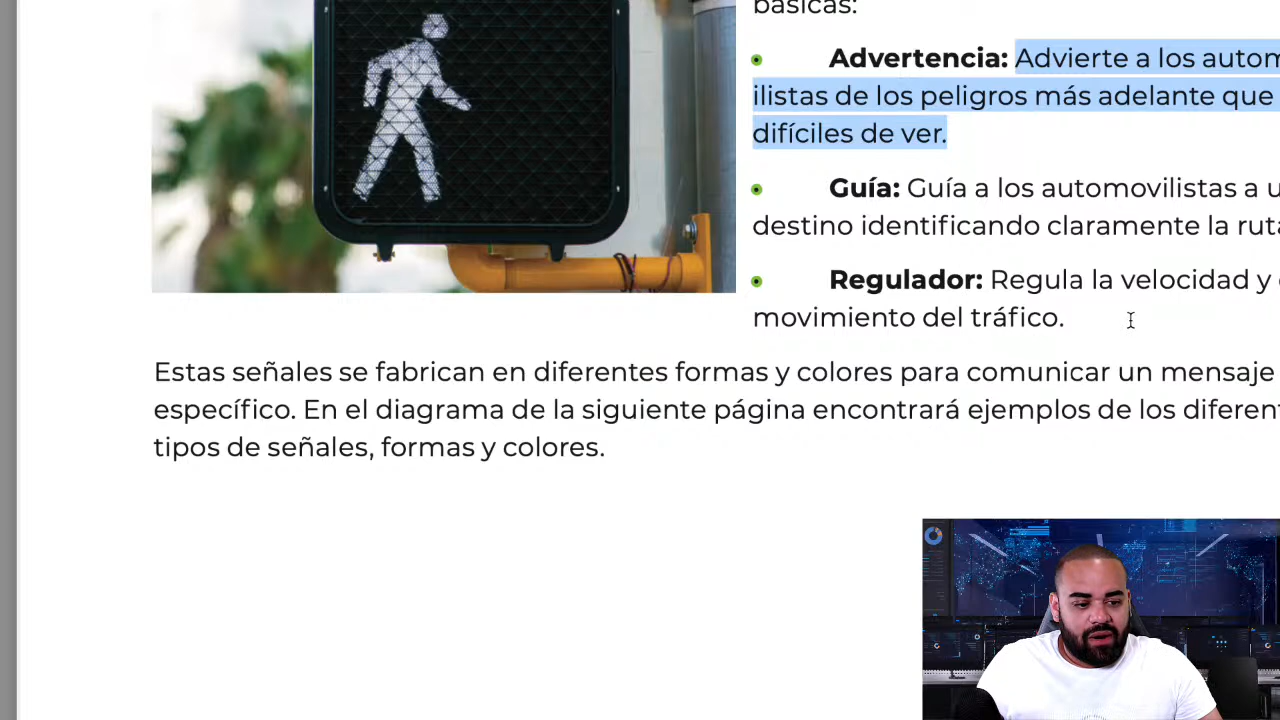 básicas:
Advertencia: Advierte a los autom
ilistas de los peligros más adelante que
difíciles de ver.
Guía: Guía a los automovilistas a u
destino identificando claramente la ruta
Regulador: Regula la velocidad y
movimiento del tráfico.
Estas señales se fabrican en diferentes formas y colores para comunicar un mensaje
específico. En el diagrama de la siguiente página encontrará ejemplos de los diferent
tipos de señales, formas y colores.